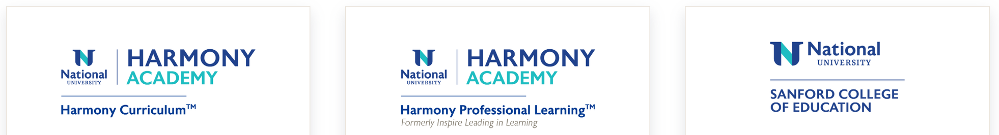 National
UNIVERSITY
HARMONY
ACADEMY
Harmony Curriculum™
National
UNIVERSITY
HARMONY
ACADEMY
Harmony Professional Learning™
Formerly Inspire Leading in Learning
National
UNIVERSITY
SANFORD COLLEGE
OF EDUCATION